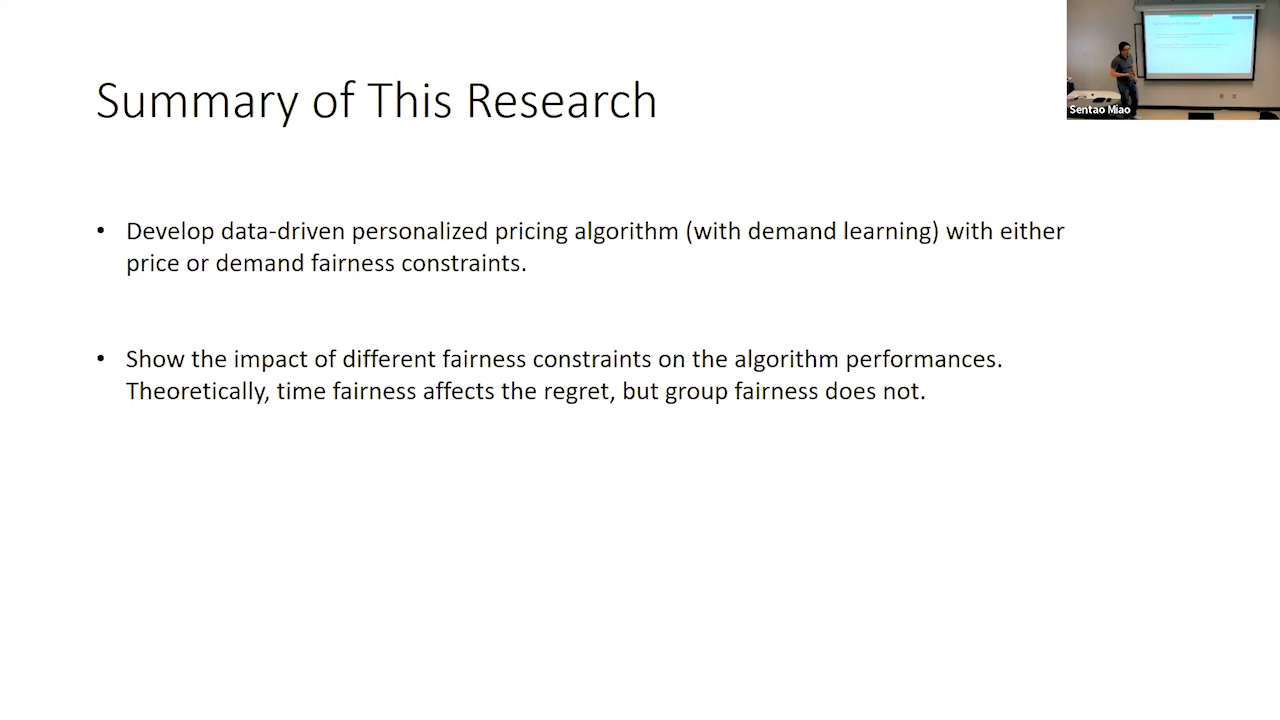 Summary of This Research
Sentao Miao
• Develop data-driven personalized pricing algorithm (with demand learning) with either
price or demand fairness constraints.
• Show the impact of different fairness constraints on the algorithm performances.
Theoretically, time fairness affects the regret, but group fairness does not.